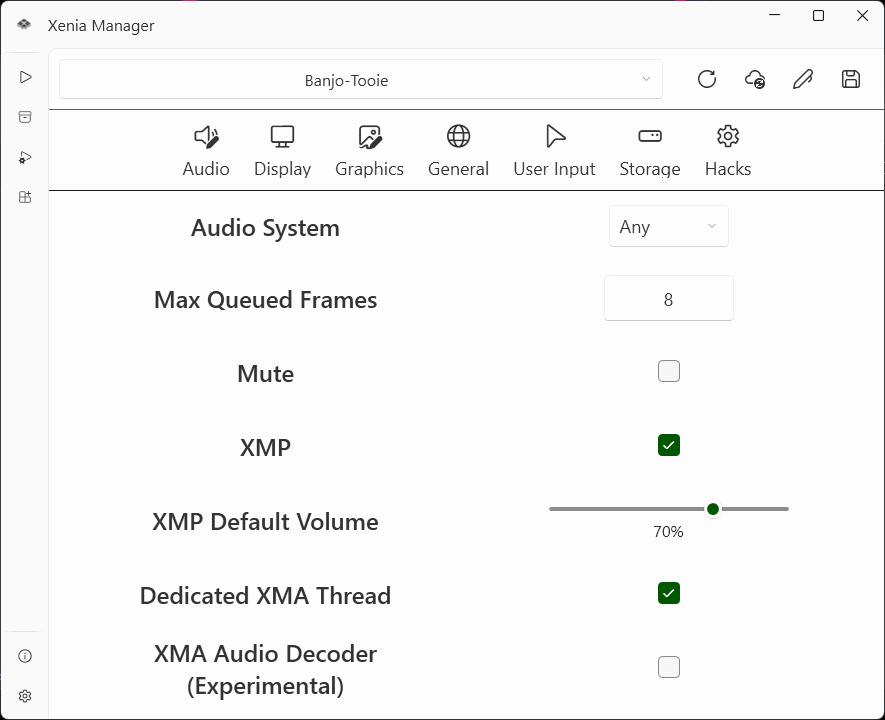 Xenia Manager
Banjo-Tooie
Audio Display Graphics General User Input Storage Hacks
Audio System Any
Max Queued Frames 8
Mute
XMP
XMP Default Volume
70%
Dedicated XMA Thread
XMA Audio Decoder
(Experimental)